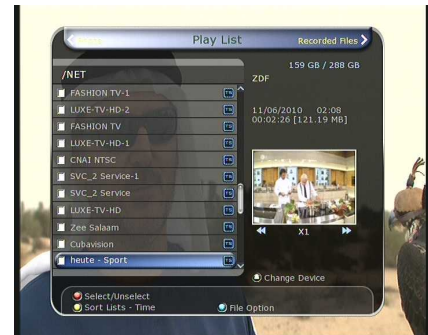 Play List
Recorded Files
159 GB / 288 GB
/NET
ZDF
FASHION TV-1
LUXE-TV-HD-2
11/06/2010 02:08
FASHION TV
00:02:26 [121.19 MB]
LUXE-TV-HD-1
CNAI NTSC
SVC_2 Service-1
SVC_2 Service
LUXE-TV-HD
Zee Salaam
X1
Cubavision
heute - Sport
Change Device
Select/Unselect
Sort Lists - Time
File Option